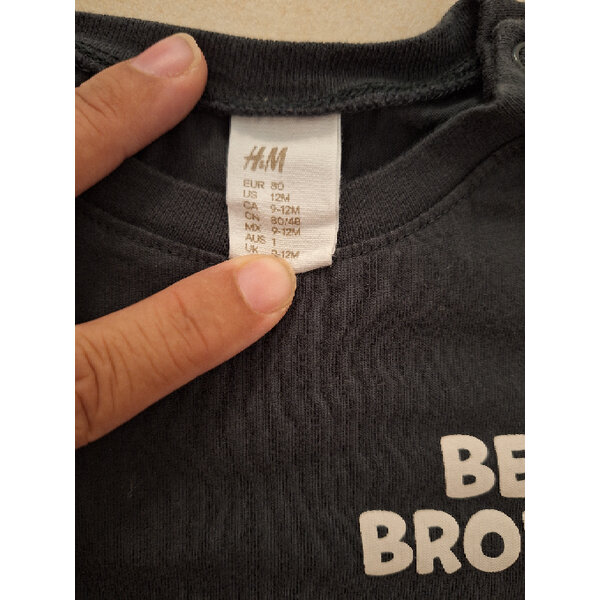 H&M
EUR 80
US 12M
CA 9-12M
CN 80/48
MX 9-12M
AUS 1
UK 9-12M
BE
BRO